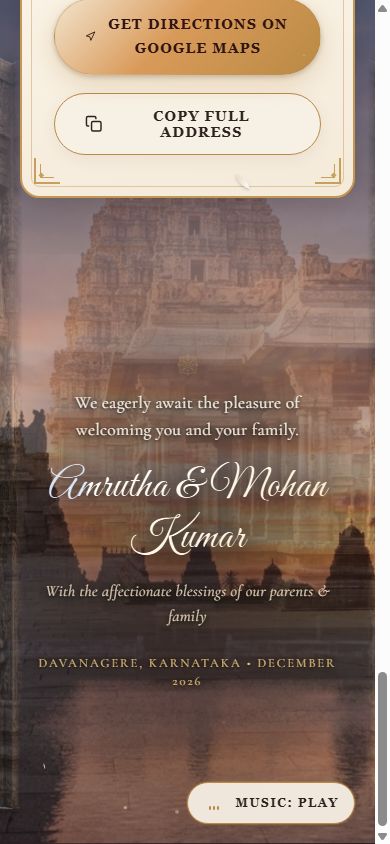 GET DIRECTIONS ON
GOOGLE MAPS
COPY FULL
ADDRESS
We eagerly await the pleasure of
welcoming you and your family.
Amrutha & Mohan
Kumar
With the affectionate blessings of our parents &
family
DAVANAGERE, KARNATAKA • DECEMBER
2026
MUSIC: PLAY